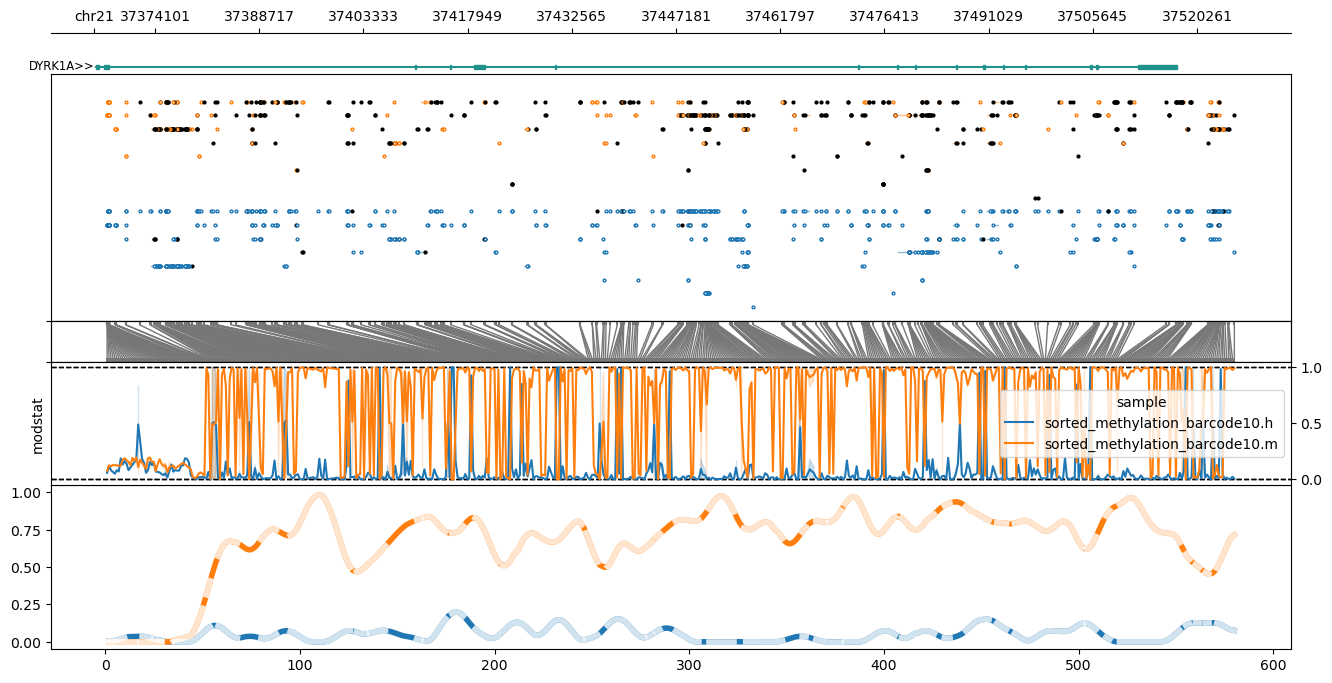 chr21 37374101 37388717 37403333 37417949 37432565 37447181 37461797 37476413 37491029 37505645 37520261
DYRK1A>>
modstat
1.0
0.5
0.0
sample
sorted_methylation_barcode10.h
sorted_methylation_barcode10.m
1.00
0.75
0.50
0.25
0.00
0 100 200 300 400 500 600